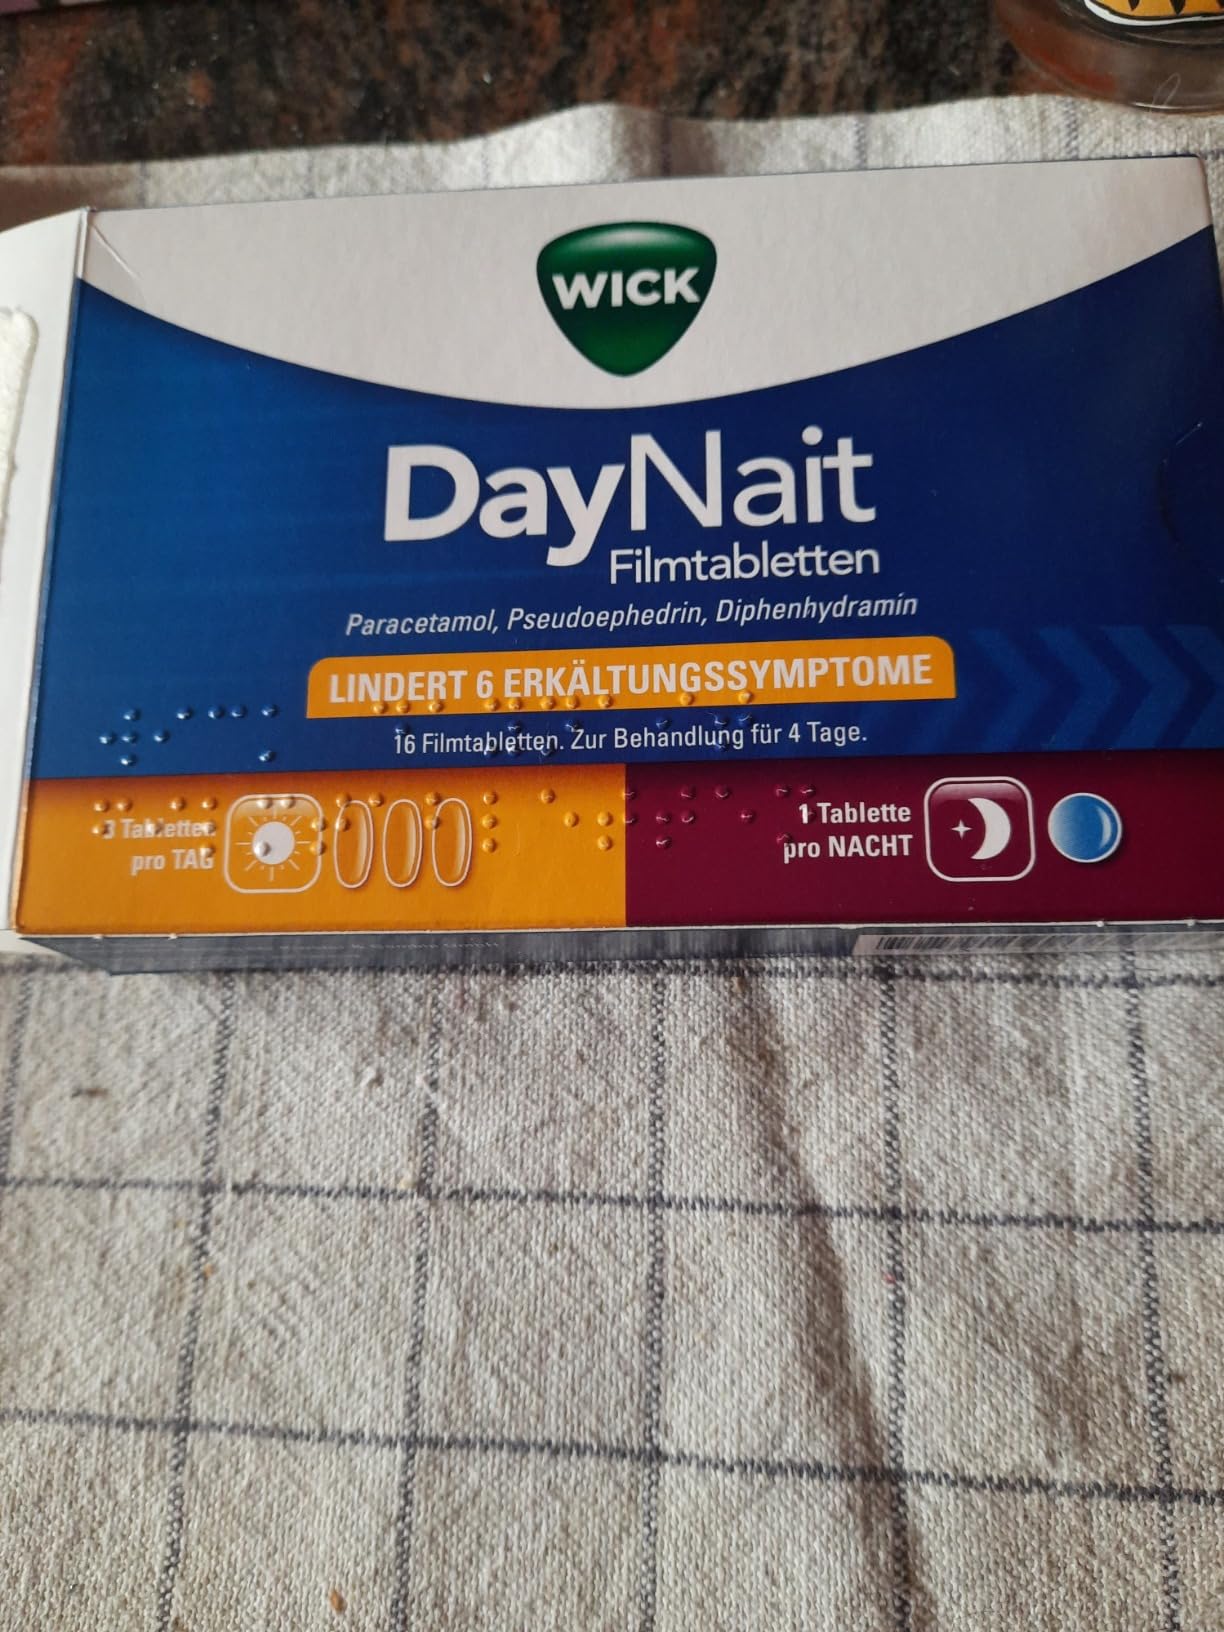 WICK
DayNait
Filmtabletten
Paracetamol, Pseudoephedrin, Diphenhydramin
LINDERT 6 ERKÄLTUNGSSYMPTOME
16 Filmtabletten. Zur Behandlung für 4 Tage.
3 Tabletten
pro TAG
1 Tablette
pro NACHT